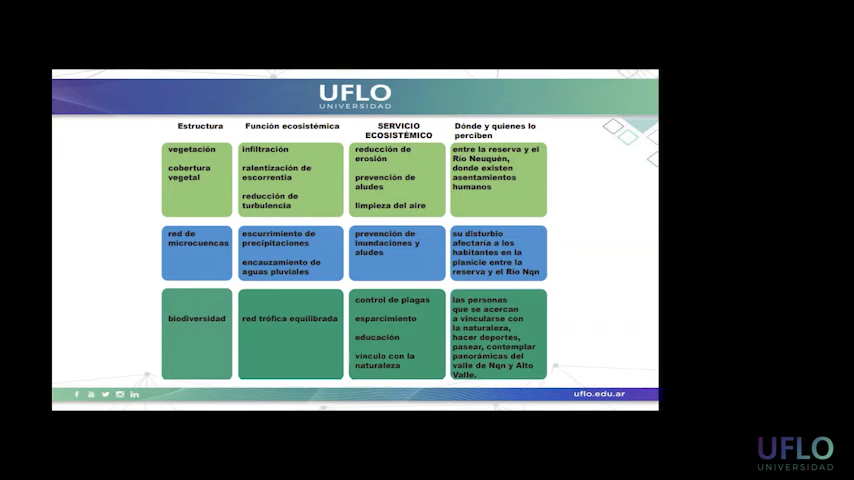 UFLO
UNIVERSIDAD
Estructura
Función ecosistémica
SERVICIO
ECOSISTÉMICO
Dónde y quienes lo
perciben
vegetación
cobertura
vegetal
infiltración
ralentización de
escorrentía
reducción de
turbulencia
reducción de
erosión
prevención de
aludes
limpieza del aire
entre la reserva y el
Río Neuquén,
donde existen
asentamientos
humanos
red de
microcuencas
escurrimiento de
precipitaciones
encauzamiento de
aguas pluviales
prevención de
inundaciones y
aludes
su disturbio
afectaría a los
habitantes en la
planicie entre la
reserva y el Río Nqn
biodiversidad
red trófica equilibrada
control de plagas
esparcimiento
educación
vínculo con la
naturaleza
las personas
que se acercan
a vincularse con
la naturaleza,
hacer deportes,
pasear, contemplar
panorámicas del
valle de Nqn y Alto
Valle.
uflo.edu.ar
UFLO
UNIVERSIDAD